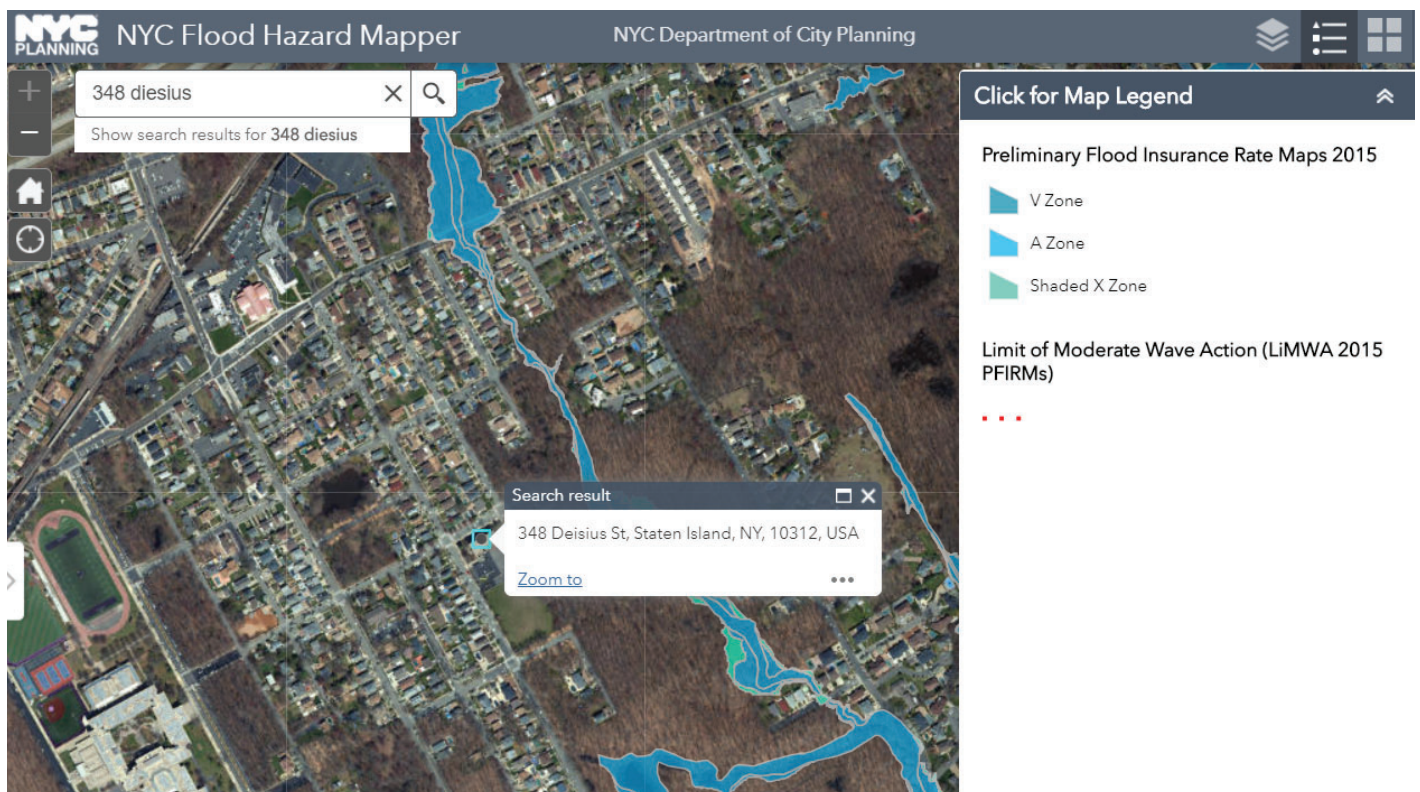 NYC
PLANNING
NYC Flood Hazard Mapper
NYC Department of City Planning
348 diesius
Show search results for 348 diesius
Click for Map Legend
Preliminary Flood Insurance Rate Maps 2015
V Zone
A Zone
Shaded X Zone
Limit of Moderate Wave Action (LiMWA 2015
PFIRMs)
Search result
348 Deisius St, Staten Island, NY, 10312, USA
Zoom to